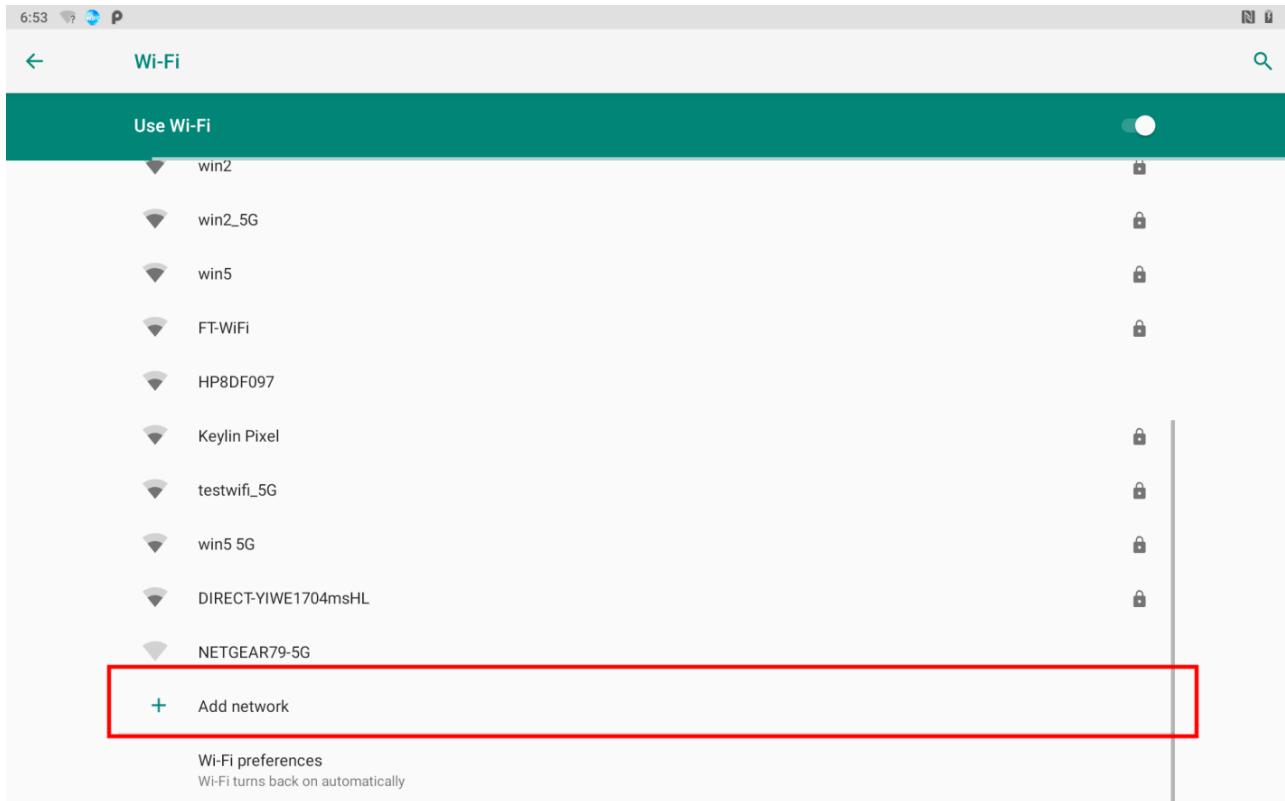 6:53
Wi-Fi
Use Wi-Fi
win2
win2_5G
win5
FT-WiFi
HP8DF097
Keylin Pixel
testwifi_5G
win5 5G
DIRECT-YIWE1704msHL
NETGEAR79-5G
+ Add network
Wi-Fi preferences
Wi-Fi turns back on automatically